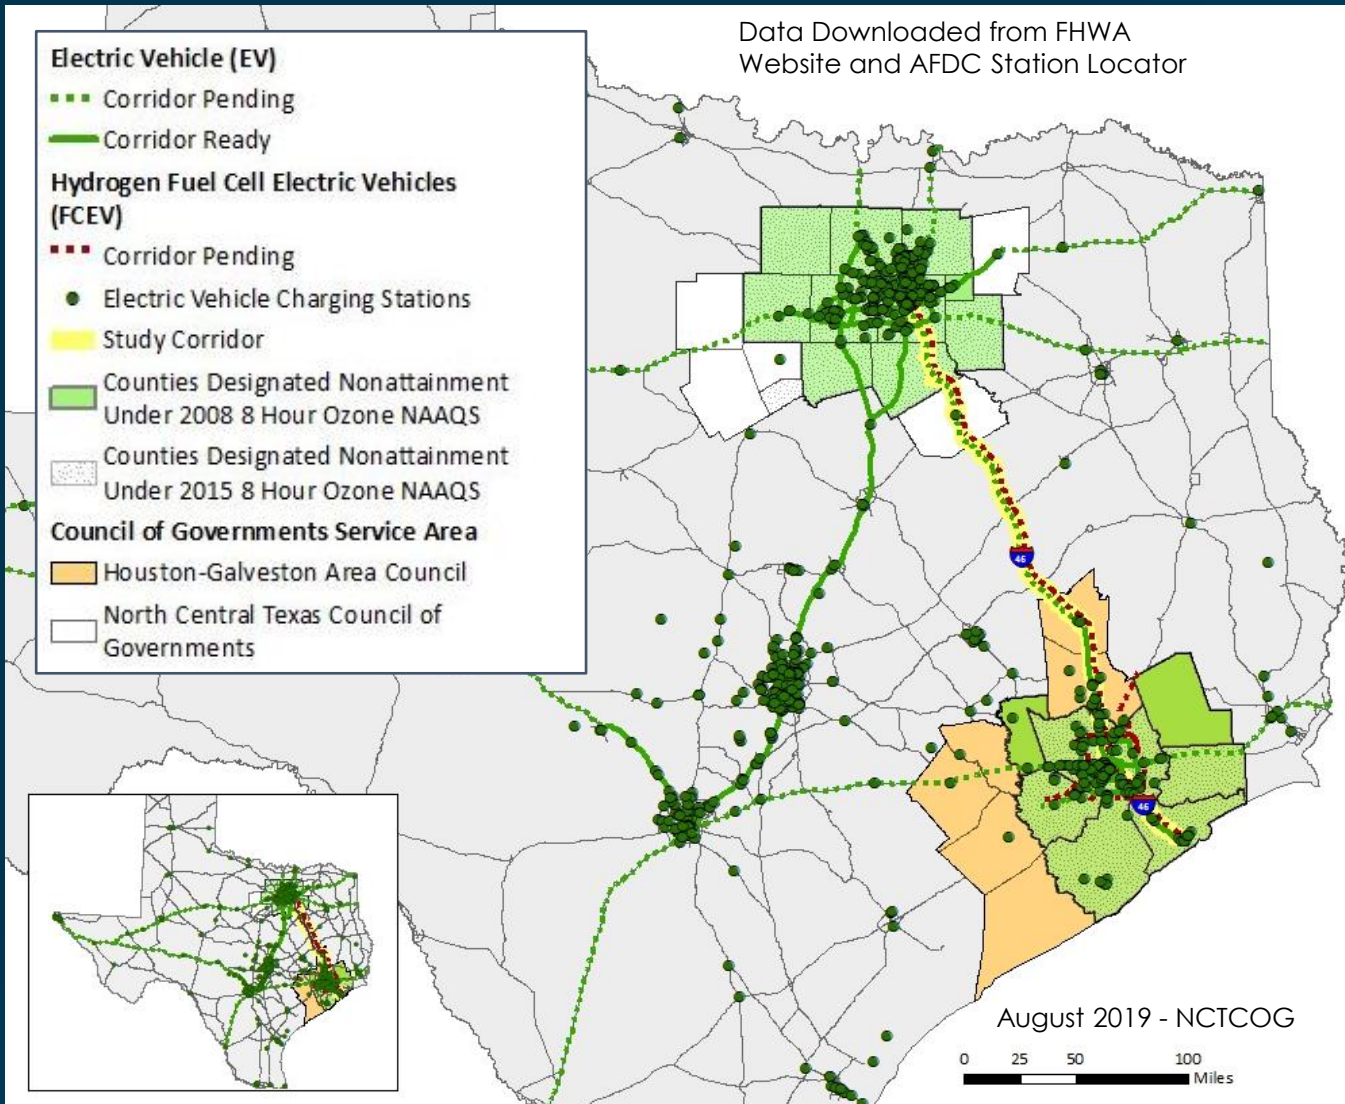 Data Downloaded from FHWA
Website and AFDC Station Locator
Electric Vehicle (EV)
Corridor Pending
Corridor Ready
Hydrogen Fuel Cell Electric Vehicles
(FCEV)
Corridor Pending
Electric Vehicle Charging Stations
Study Corridor
Counties Designated Nonattainment
Under 2008 8 Hour Ozone NAAQS
Counties Designated Nonattainment
Under 2015 8 Hour Ozone NAAQS
Council of Governments Service Area
Houston-Galveston Area Council
North Central Texas Council of
Governments
45
45
August 2019 - NCTCOG
0 25 50 100
Miles